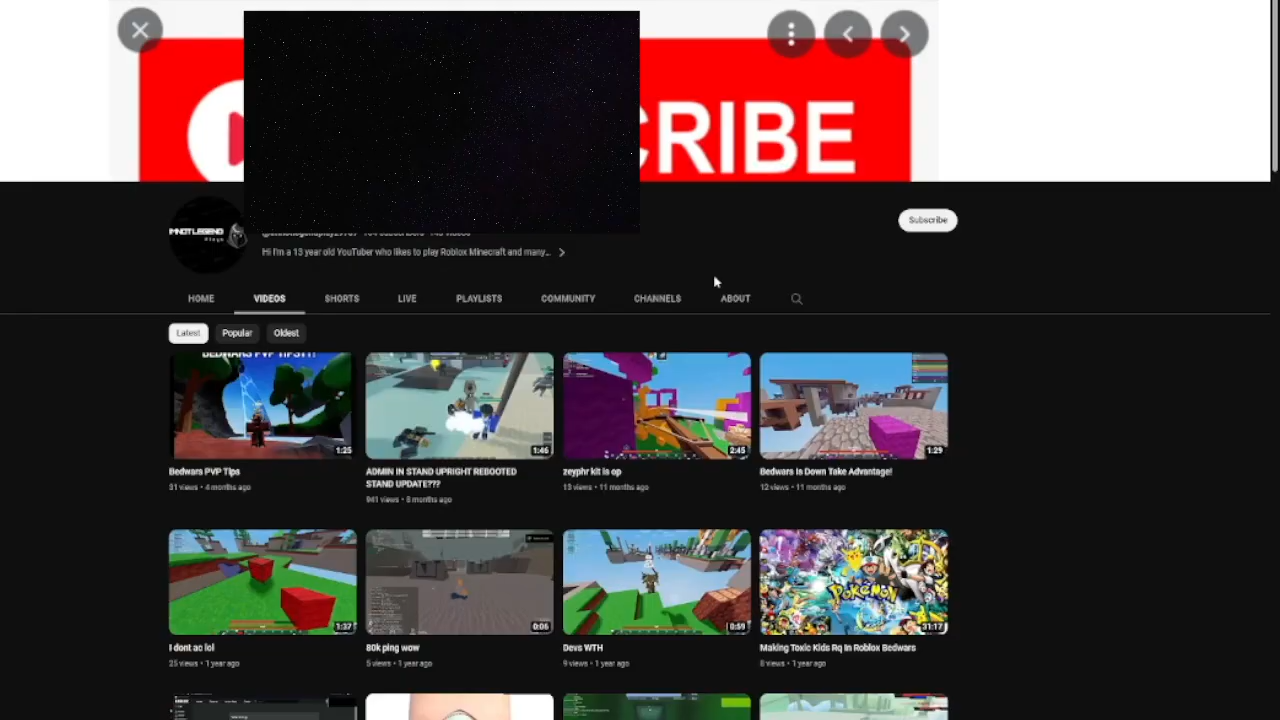 CRIBE
Subscribe
Hi I'm a 13 year old YouTuber who likes to play Roblox Minecraft and many...
HOME VIDEOS SHORTS LIVE PLAYLISTS COMMUNITY CHANNELS ABOUT
Latest Popular Oldest
BEDWARS PVP TIPS!!!
1:25 1:46 2:45 1:29
Bedwars PVP Tips
31 views • 4 months ago
ADMIN IN STAND UPRIGHT REBOOTED
STAND UPDATE???
941 views • 8 months ago
zeyphr kit is op
13 views • 11 months ago
Bedwars Is Down Take Advantage!
12 views • 11 months ago
POKÉMON
1:37 0:06 0:59 31:17
I dont ac lol
25 views • 1 year ago
80k ping wow
5 views • 1 year ago
Devs WTH
9 views • 1 year ago
Making Toxic Kids Rq In Roblox Bedwars
8 views • 1 year ago